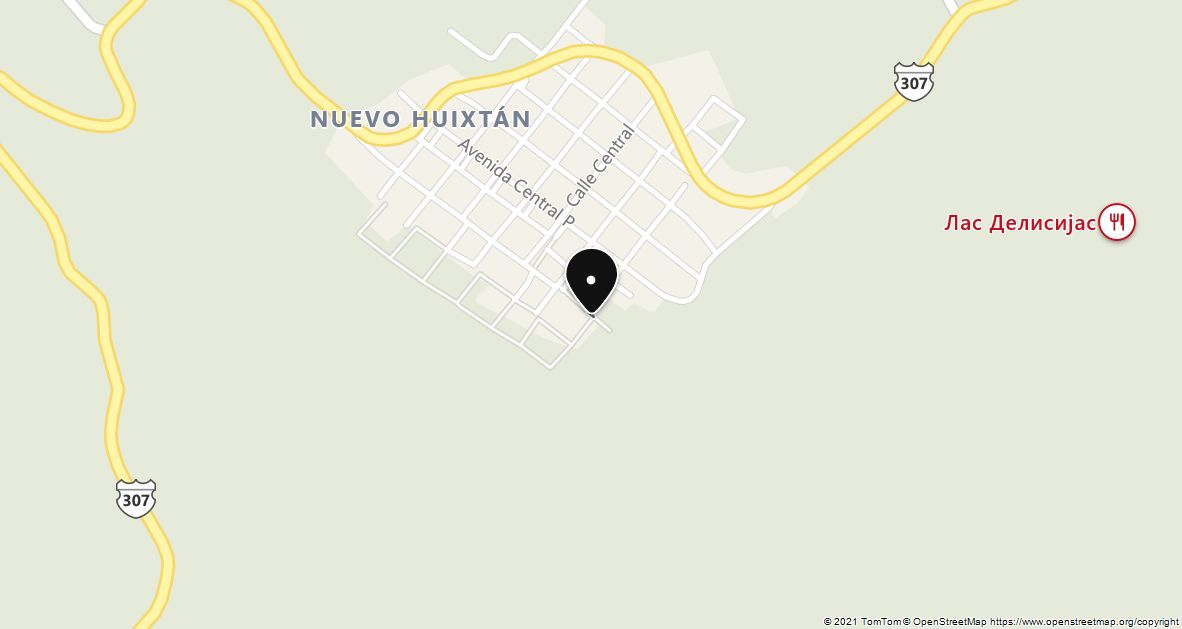 307
NUEVO HUIXTÁN
Avenida Central P
Calle Central
Лас Делисијас
307
© 2021 TomTom © OpenStreetMap https://www.openstreetmap.org/copyright